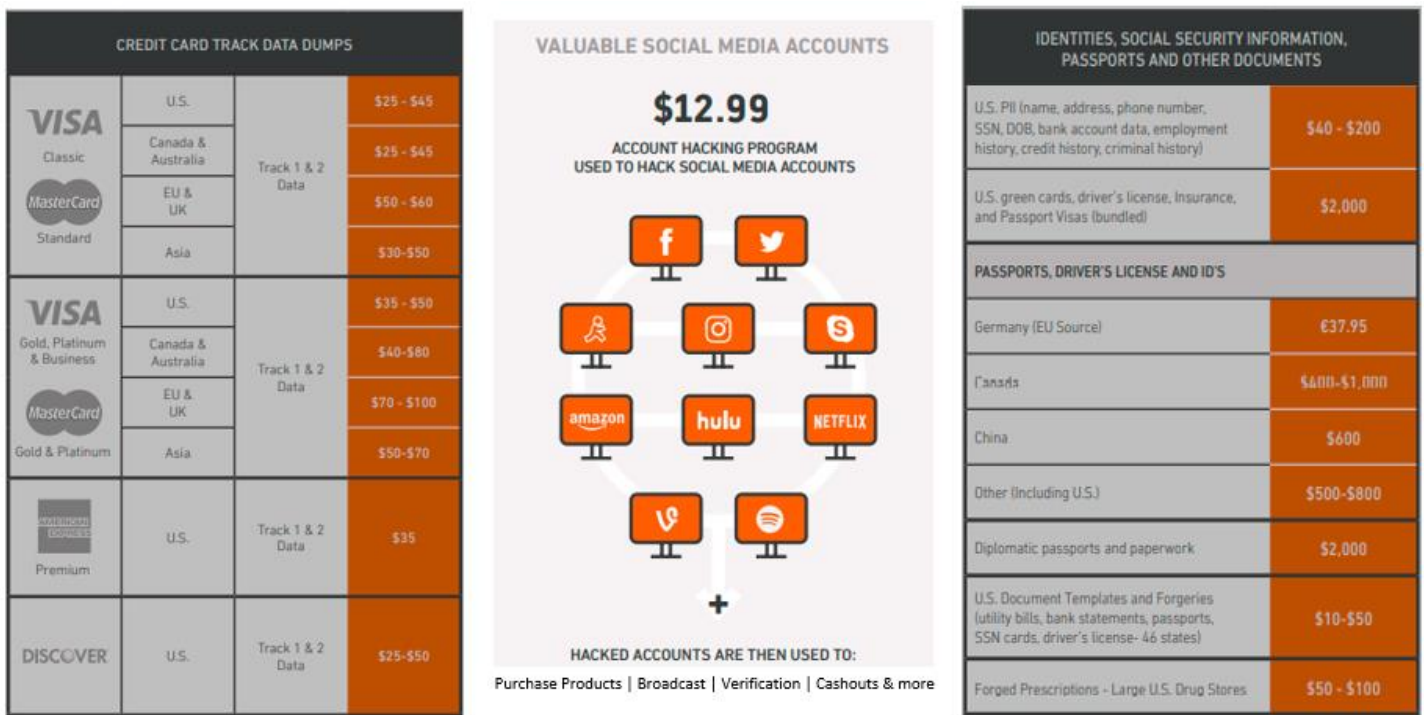 CREDIT CARD TRACK DATA DUMPS
VISA
Classic
MasterCard
Standard
U.S.
$25 - $45
Canada &
Australia
$25 - $45
Track 1 & 2
Data
EU &
UK
$50 - $60
Asia
$30-$50
VISA
Gold, Platinum
& Business
MasterCard
Gold & Platinum
U.S.
$35 - $50
Canada &
Australia
$40-$80
Track 1 & 2
Data
EU &
UK
$70 - $100
Asia
$50-$70
AMERICAN
EXPRESS
Premium
U.S.
Track 1 & 2
Data
$35
DISCOVER
U.S.
Track 1 & 2
Data
$25-$50
VALUABLE SOCIAL MEDIA ACCOUNTS
$12.99
ACCOUNT HACKING PROGRAM
USED TO HACK SOCIAL MEDIA ACCOUNTS
amazon
hulu
NETFLIX
+
HACKED ACCOUNTS ARE THEN USED TO:
Purchase Products | Broadcast | Verification | Cashouts & more
IDENTITIES, SOCIAL SECURITY INFORMATION,
PASSPORTS AND OTHER DOCUMENTS
U.S. PII (name, address, phone number,
SSN, DOB, bank account data, employment
history, credit history, criminal history)
$40 - $200
U.S. green cards, driver's license, Insurance,
and Passport Visas (bundled)
$2,000
PASSPORTS, DRIVER'S LICENSE AND ID'S
Germany (EU Source)
€37.95
Canada
$400-$1,000
China
$600
Other (Including U.S.)
$500-$800
Diplomatic passports and paperwork
$2,000
U.S. Document Templates and Forgeries
(utility bills, bank statements, passports,
SSN cards, driver's license- 46 states)
$10-$50
Forged Prescriptions - Large U.S. Drug Stores
$50 - $100